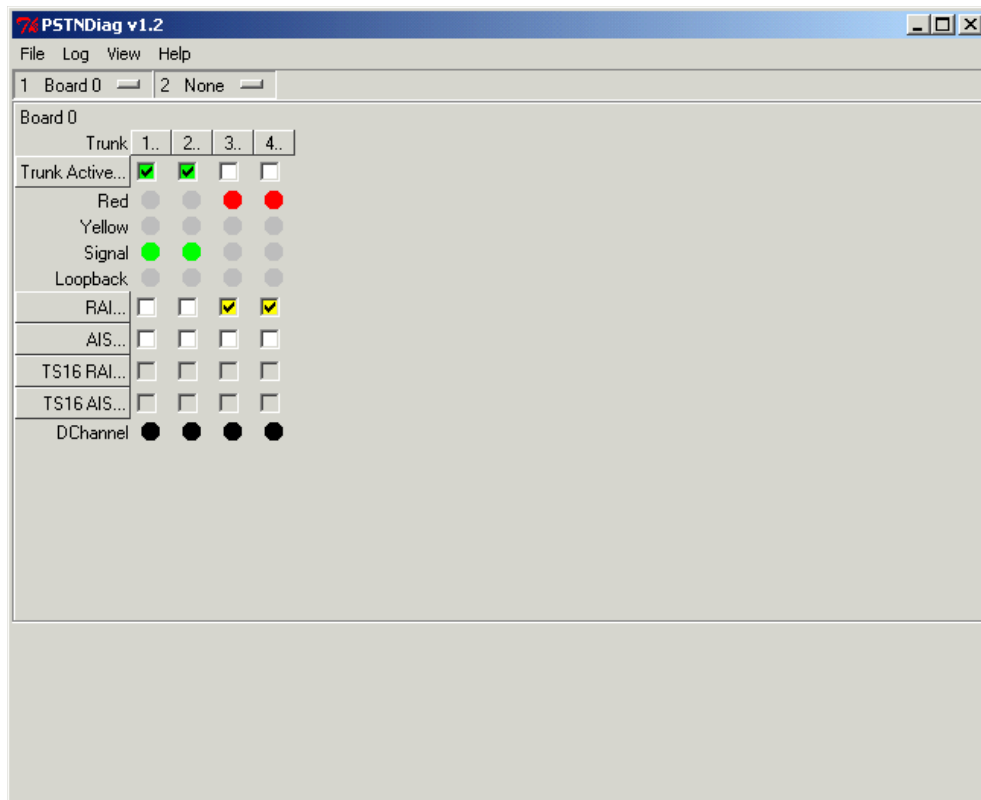 PSTNDiag v1.2
File Log View Help
1 Board 0 2 None
Board 0
Trunk 1.. 2.. 3.. 4..
Trunk Active...
Red
Yellow
Signal
Loopback
RAI...
AIS...
TS16 RAI...
TS16 AIS...
DChannel